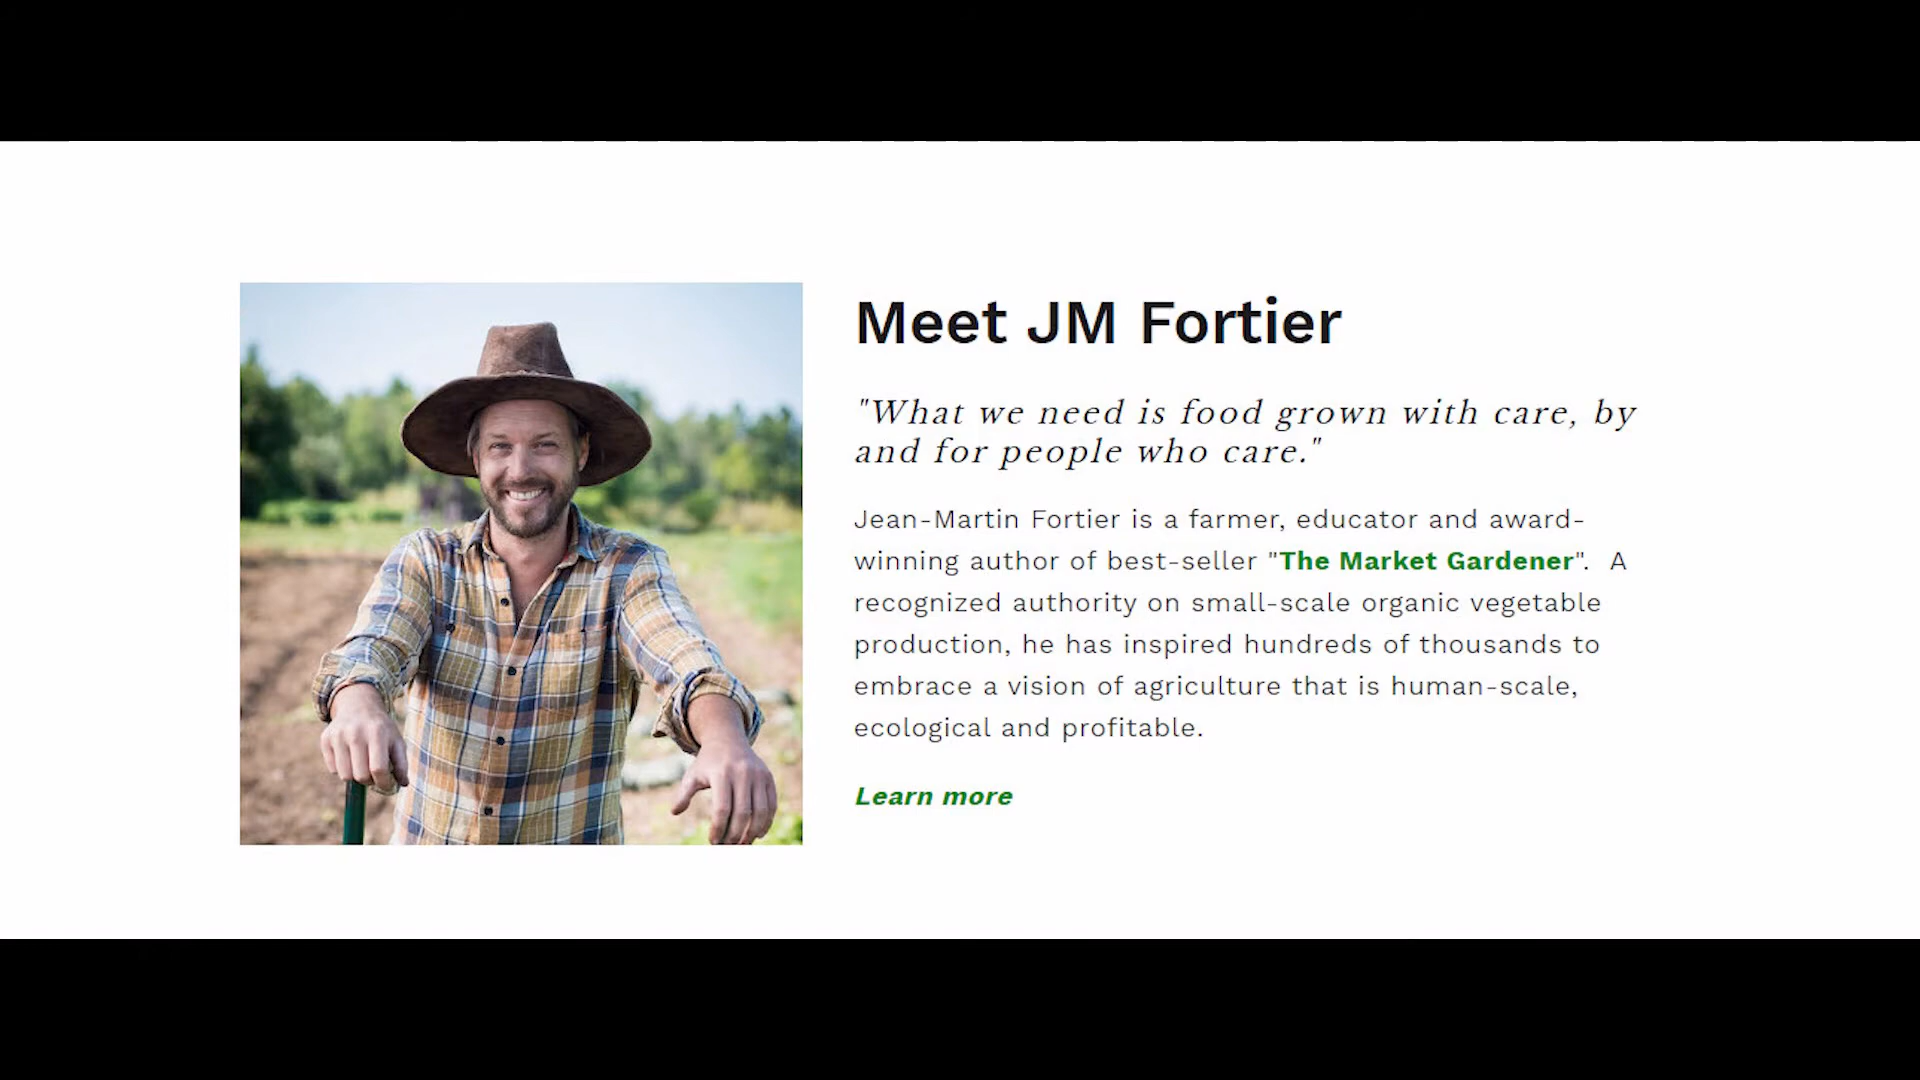 Meet JM Fortier
"What we need is food grown with care, by
and for people who care."
Jean-Martin Fortier is a farmer, educator and award-
winning author of best-seller "The Market Gardener". A
recognized authority on small-scale organic vegetable
production, he has inspired hundreds of thousands to
embrace a vision of agriculture that is human-scale,
ecological and profitable.
Learn more